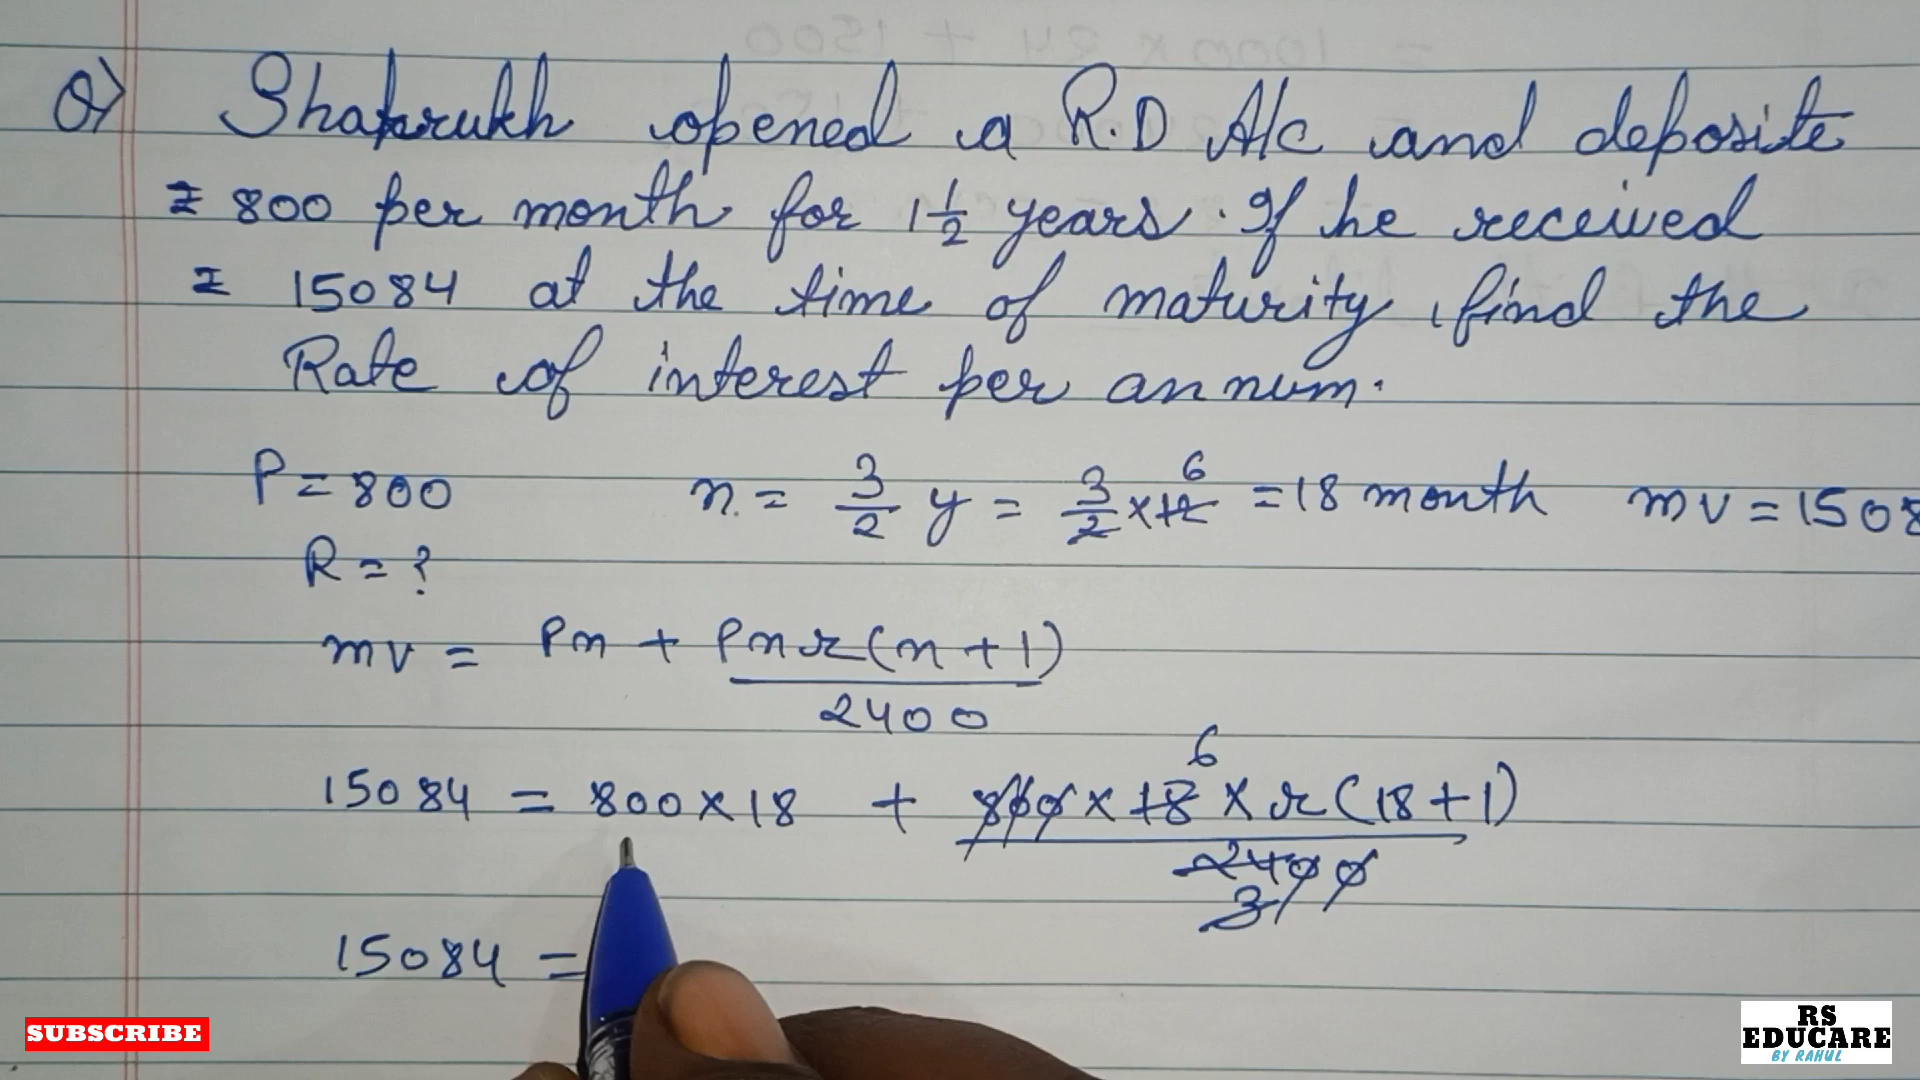 Q) Shahrukh opened a R.D A/c and deposite
₹ 800 per month for 1 1/2 years. If he received
₹ 15084 at the time of maturity, find the
Rate of interest per annum.
P = 800 n = 3/2 y = 3/2 × 12 6 = 18 month mv = 1508
R = ?
mv = Pn + Pnr(n+1)/2400
6
15084 = 800 × 18 + 800 × 18 × r(18+1)
2400
3
15084 =
SUBSCRIBE
RS
EDUCARE
BY RAHUL